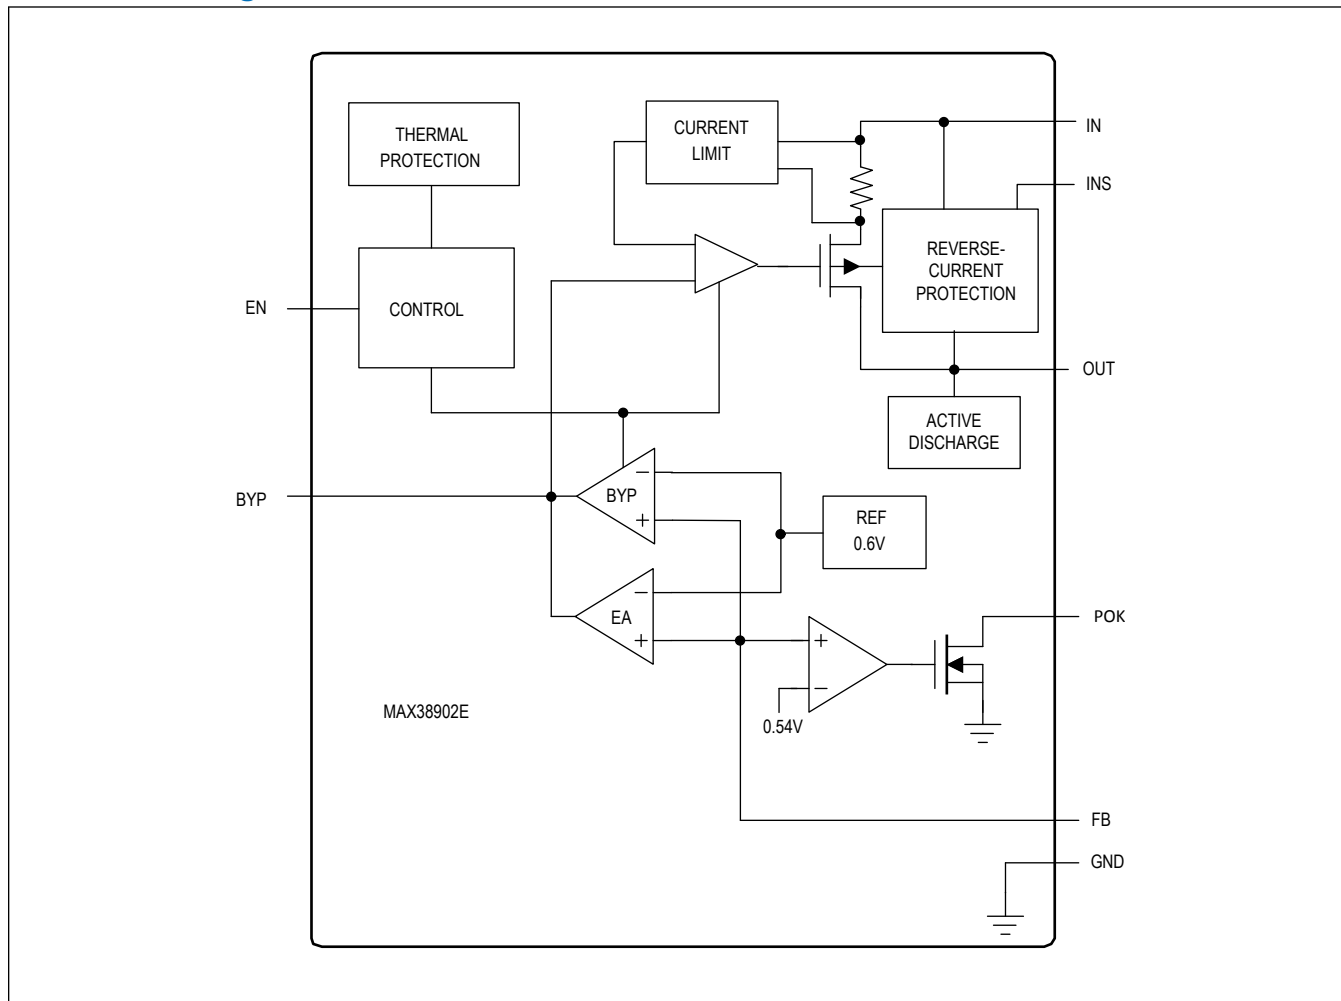 THERMAL
PROTECTION
CURRENT
LIMIT
IN
INS
REVERSE-
CURRENT
PROTECTION
EN
CONTROL
OUT
ACTIVE
DISCHARGE
BYP
BYP
−
+
REF
0.6V
EA
−
+
+
−
0.54V
POK
MAX38902E
FB
GND